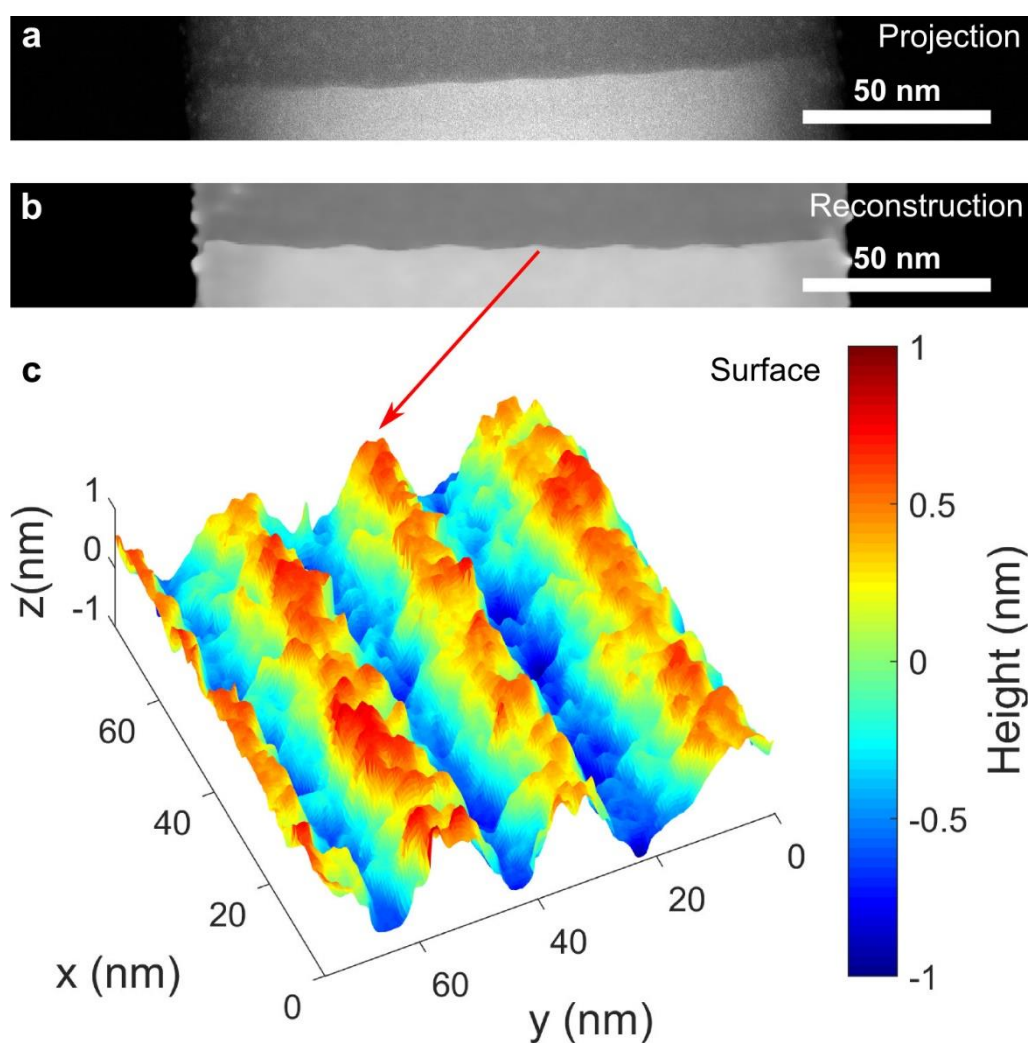 a
Projection
50 nm
b
Reconstruction
50 nm
c
Surface
1
0.5
0
-0.5
-1
Height (nm)
1
0
-1
z(nm)
60
40
20
0
x (nm)
60
40
20
0
y (nm)